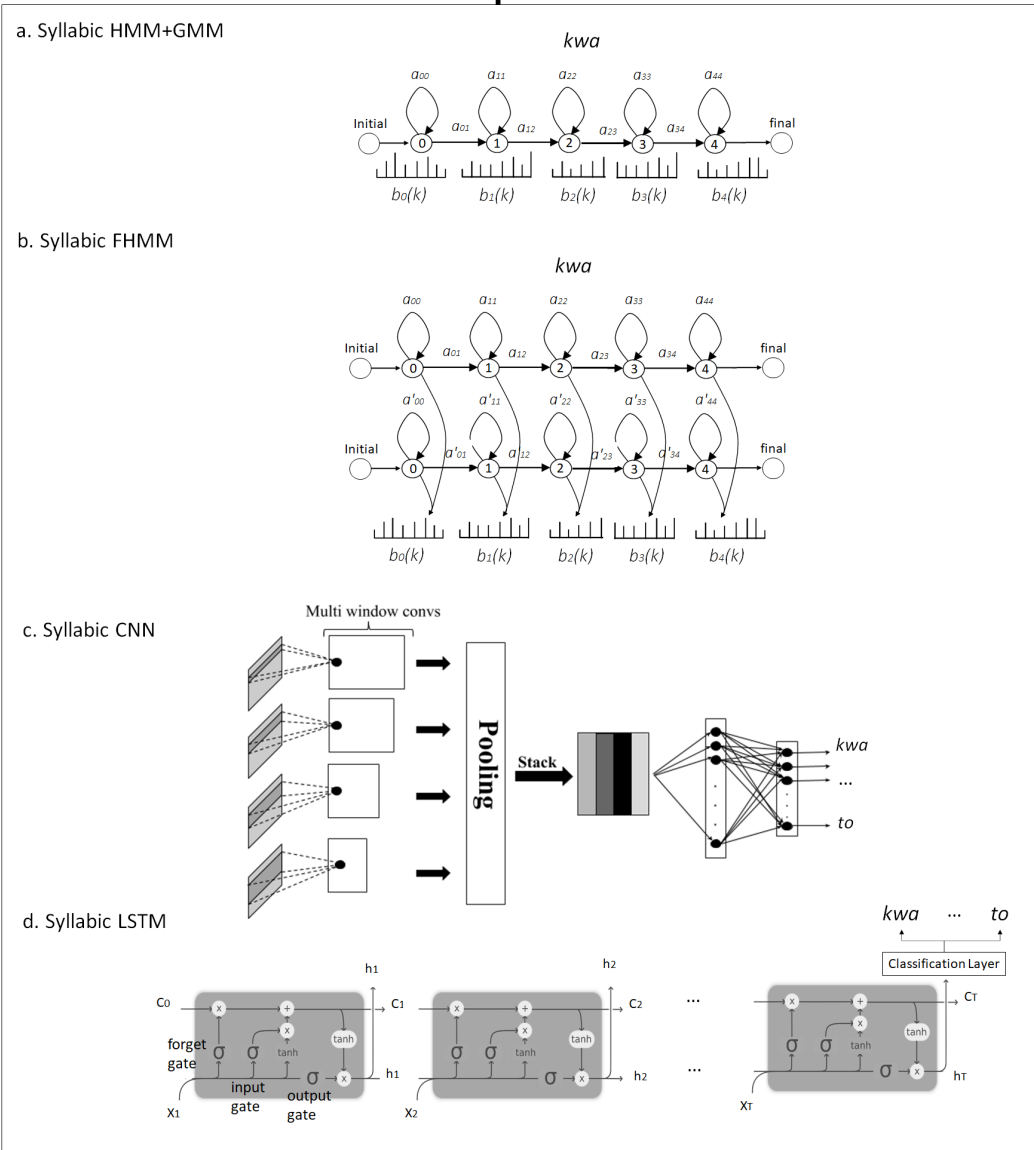 a. Syllabic HMM+GMM
kwa
a00 a11 a22 a33 a44
Initial a01 a12 a23 a34 final
0 1 2 3 4
b0(k) b1(k) b2(k) b3(k) b4(k)
b. Syllabic FHMM
kwa
a00 a11 a22 a33 a44
Initial a01 a12 a23 a34 final
0 1 2 3 4
a'00 a'11 a'22 a'33 a'44
Initial a'01 a'12 a'23 a'34 final
0 1 2 3 4
b0(k) b1(k) b2(k) b3(k) b4(k)
c. Syllabic CNN
Multi window convs
Pooling
Stack
kwa
...
to
d. Syllabic LSTM
kwa ... to
Classification Layer
h1 h2
C0 x + C1 x + C2 ... x + CT
x tanh x tanh x tanh
forget gate σ σ tanh σ σ tanh σ σ tanh
input gate output gate σ x h1 σ x h2 ... σ x hT
X1 X2 XT